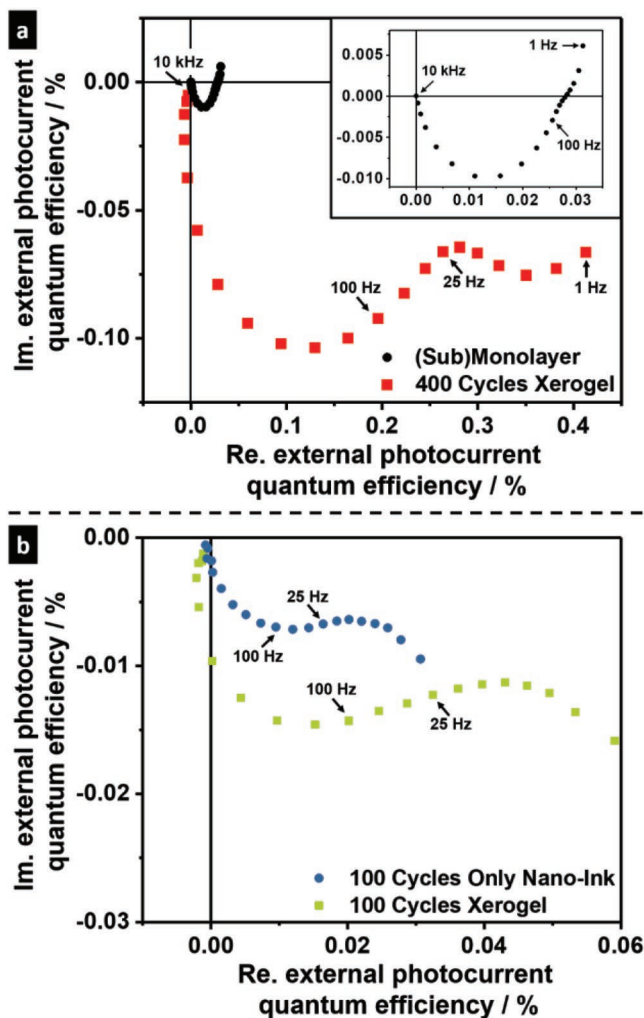 a
Im. external photocurrent
quantum efficiency / %
0.00
-0.05
-0.10
10 kHz
100 Hz
25 Hz
1 Hz
0.005
0.000
-0.005
-0.010
10 kHz
1 Hz
100 Hz
0.00 0.01 0.02 0.03
(Sub)Monolayer
400 Cycles Xerogel
0.0 0.1 0.2 0.3 0.4
Re. external photocurrent
quantum efficiency / %
b
Im. external photocurrent
quantum efficiency / %
0.00
-0.01
-0.02
-0.03
25 Hz
100 Hz
100 Hz
25 Hz
100 Cycles Only Nano-Ink
100 Cycles Xerogel
0.00 0.02 0.04 0.06
Re. external photocurrent
quantum efficiency / %